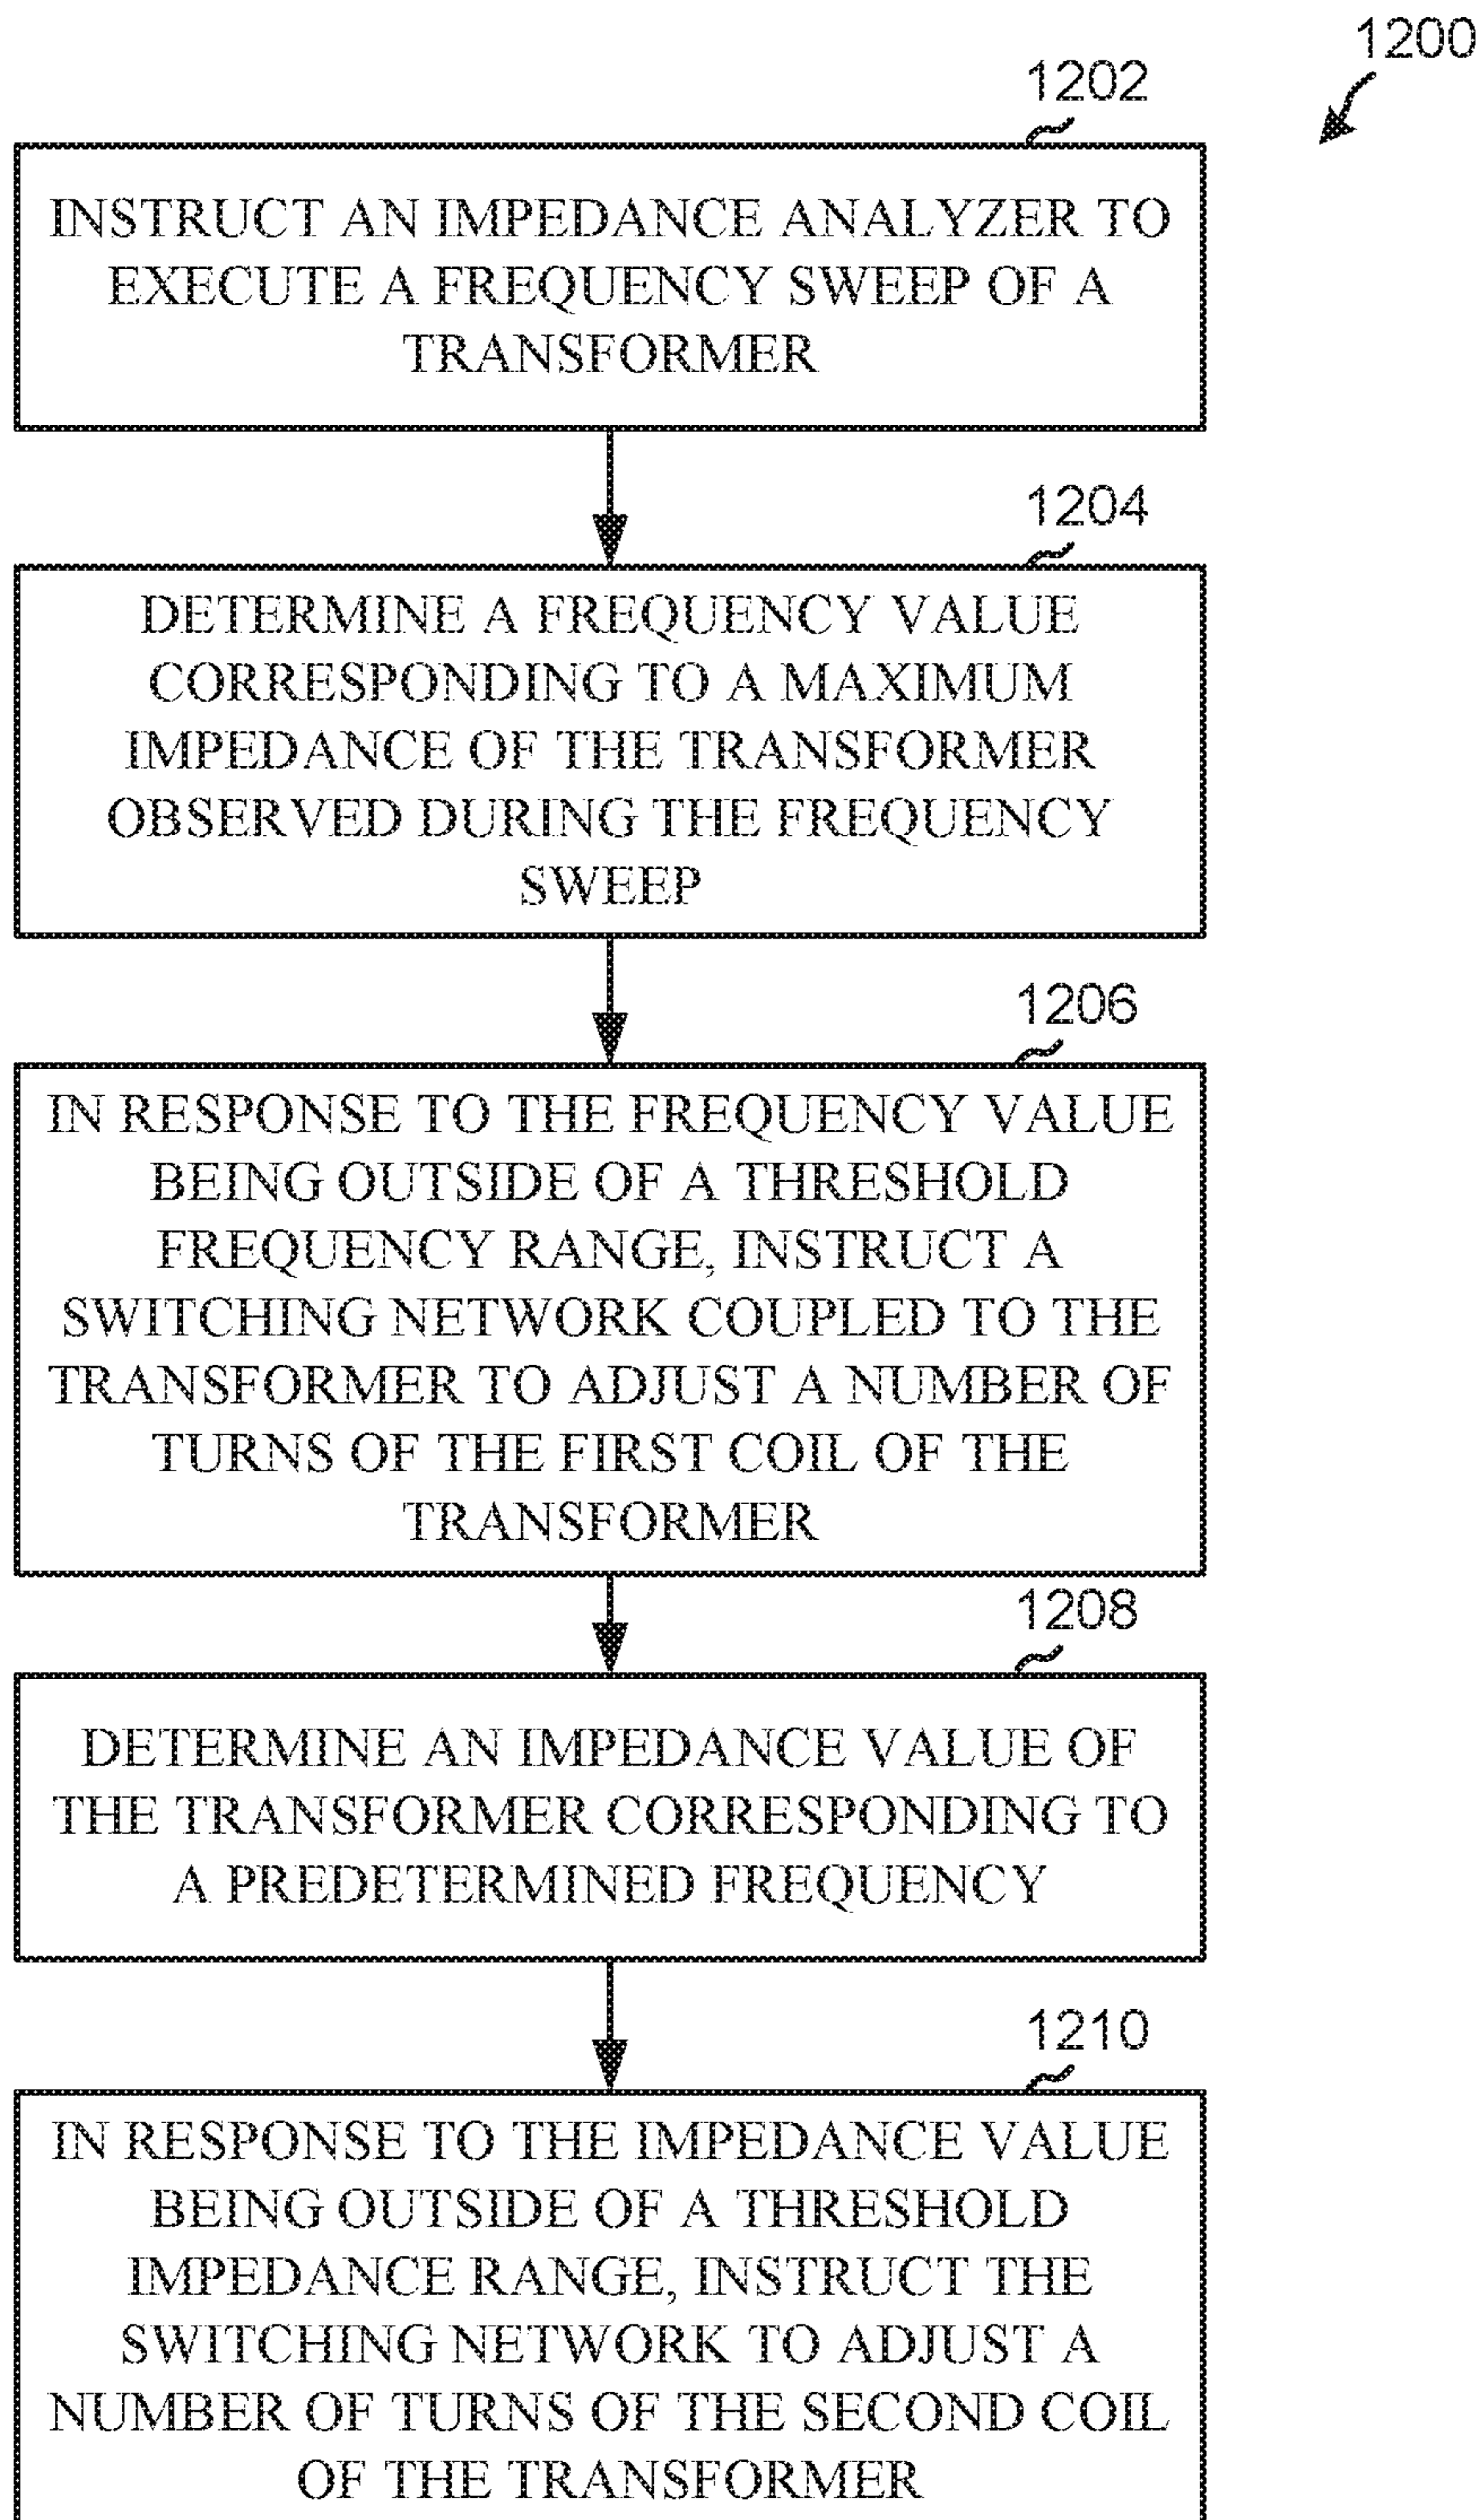 1200
1202
INSTRUCT AN IMPEDANCE ANALYZER TO
EXECUTE A FREQUENCY SWEEP OF A
TRANSFORMER
1204
DETERMINE A FREQUENCY VALUE
CORRESPONDING TO A MAXIMUM
IMPEDANCE OF THE TRANSFORMER
OBSERVED DURING THE FREQUENCY
SWEEP
1206
IN RESPONSE TO THE FREQUENCY VALUE
BEING OUTSIDE OF A THRESHOLD
FREQUENCY RANGE, INSTRUCT A
SWITCHING NETWORK COUPLED TO THE
TRANSFORMER TO ADJUST A NUMBER OF
TURNS OF THE FIRST COIL OF THE
TRANSFORMER
1208
DETERMINE AN IMPEDANCE VALUE OF
THE TRANSFORMER CORRESPONDING TO
A PREDETERMINED FREQUENCY
1210
IN RESPONSE TO THE IMPEDANCE VALUE
BEING OUTSIDE OF A THRESHOLD
IMPEDANCE RANGE, INSTRUCT THE
SWITCHING NETWORK TO ADJUST A
NUMBER OF TURNS OF THE SECOND COIL
OF THE TRANSFORMER